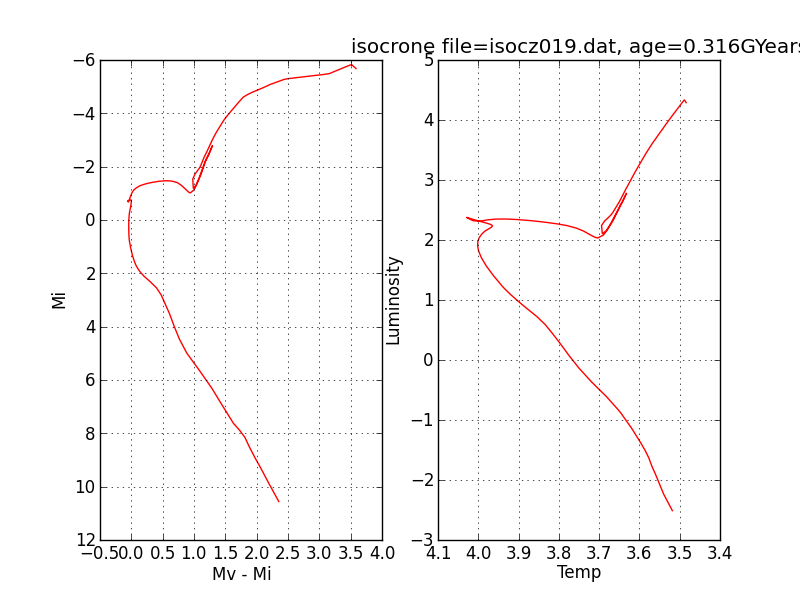 isocrone file=isocz019.dat, age=0.316GYears
−6
−4
−2
0
2
4
6
8
10
12
Mi
−0.5 0.0 0.5 1.0 1.5 2.0 2.5 3.0 3.5 4.0
Mv - Mi
5
4
3
2
1
0
−1
−2
−3
Luminosity
4.1 4.0 3.9 3.8 3.7 3.6 3.5 3.4
Temp